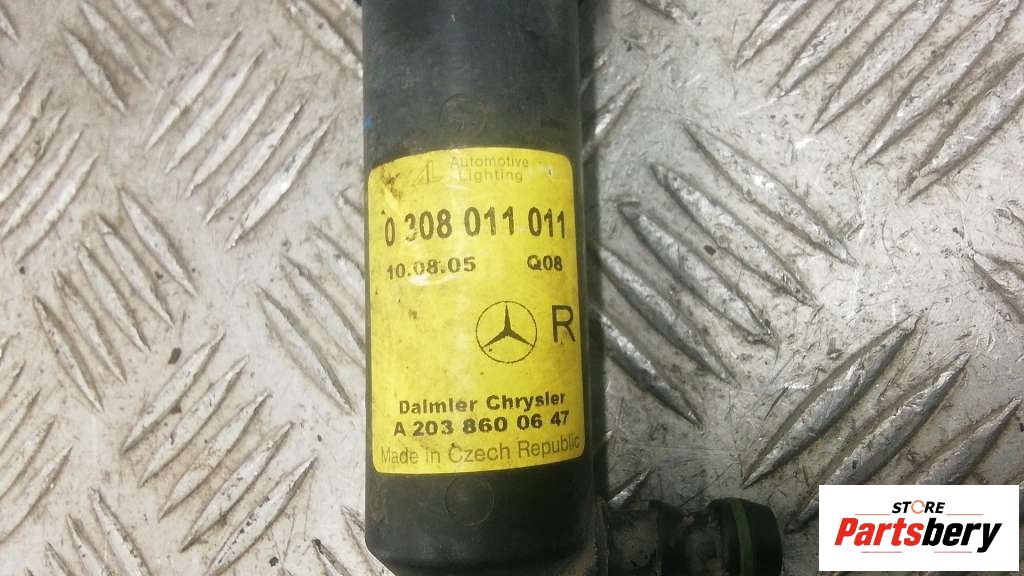 AL Automotive
Lighting
0 308 011 011
10.08.05 Q08
R
Daimler Chrysler
A 203 860 06 47
Made in Czech Republic
STORE
Partsbery